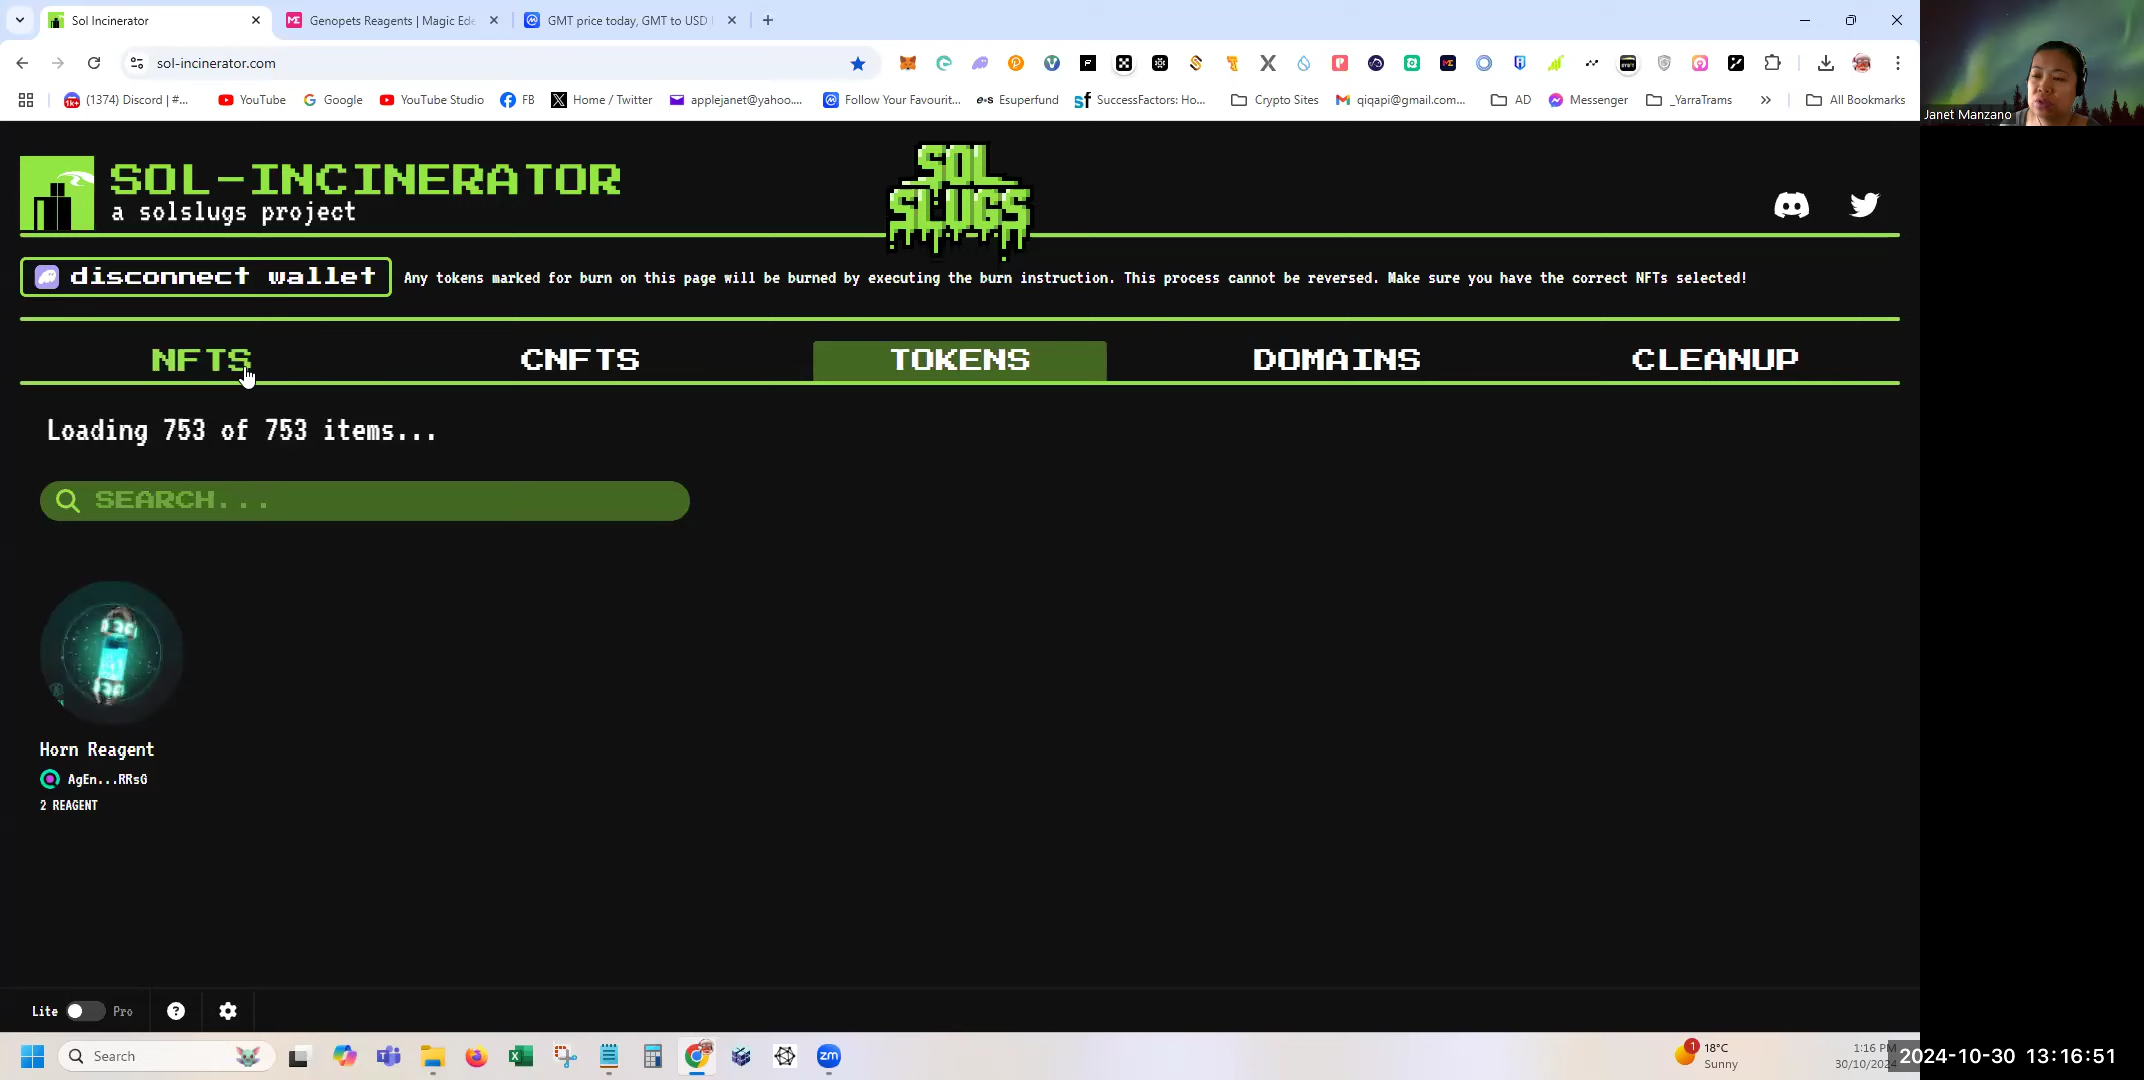 Sol Incinerator
Genopets Reagents | Magic Ede
GMT price today, GMT to USD
sol-incinerator.com
(1374) Discord | #...
YouTube
Google
YouTube Studio
FB
Home / Twitter
applejanet@yahoo....
Follow Your Favourit...
Esuperfund
SuccessFactors: Ho...
Crypto Sites
qiqapi@gmail.com...
AD
Messenger
_YarraTrams
All Bookmarks
Janet Manzano
SOL-INCINERATOR
a solslugs project
SOL
SLUGS
disconnect wallet
Any tokens marked for burn on this page will be burned by executing the burn instruction. This process cannot be reversed. Make sure you have the correct NFTs selected!
NFTS
CNFTS
TOKENS
DOMAINS
CLEANUP
Loading 753 of 753 items...
SEARCH...
Horn Reagent
AgEn...RRsG
2 REAGENT
Lite
Pro
Search
18°C
Sunny
1:16 PM
30/10/2024
2024-10-30 13:16:51